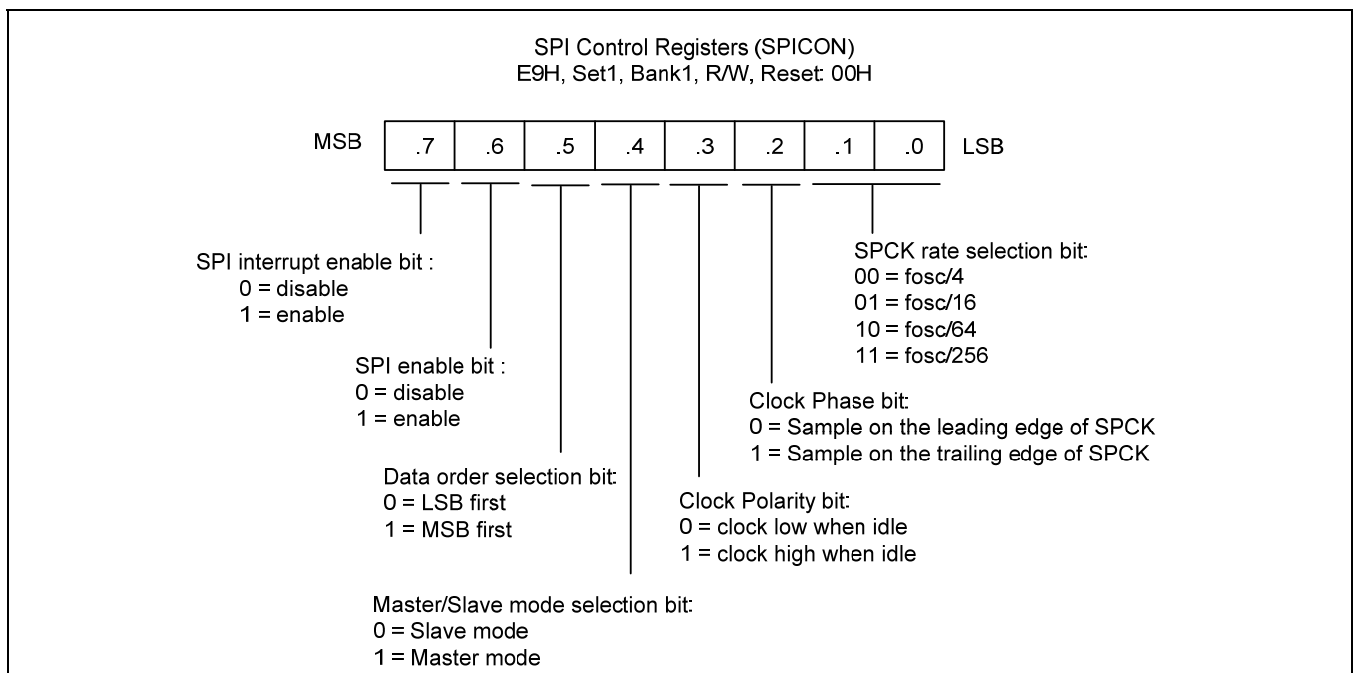 SPI Control Registers (SPICON)
E9H, Set1, Bank1, R/W, Reset: 00H
MSB .7 .6 .5 .4 .3 .2 .1 .0 LSB
SPI interrupt enable bit :
0 = disable
1 = enable
SPI enable bit :
0 = disable
1 = enable
Data order selection bit:
0 = LSB first
1 = MSB first
Master/Slave mode selection bit:
0 = Slave mode
1 = Master mode
Clock Polarity bit:
0 = clock low when idle
1 = clock high when idle
Clock Phase bit:
0 = Sample on the leading edge of SPCK
1 = Sample on the trailing edge of SPCK
SPCK rate selection bit:
00 = fosc/4
01 = fosc/16
10 = fosc/64
11 = fosc/256